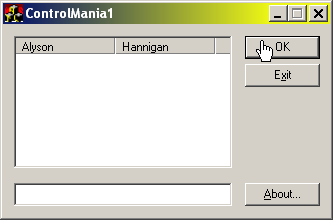 ControlMania1
Alyson Hannigan
OK
Exit
About...